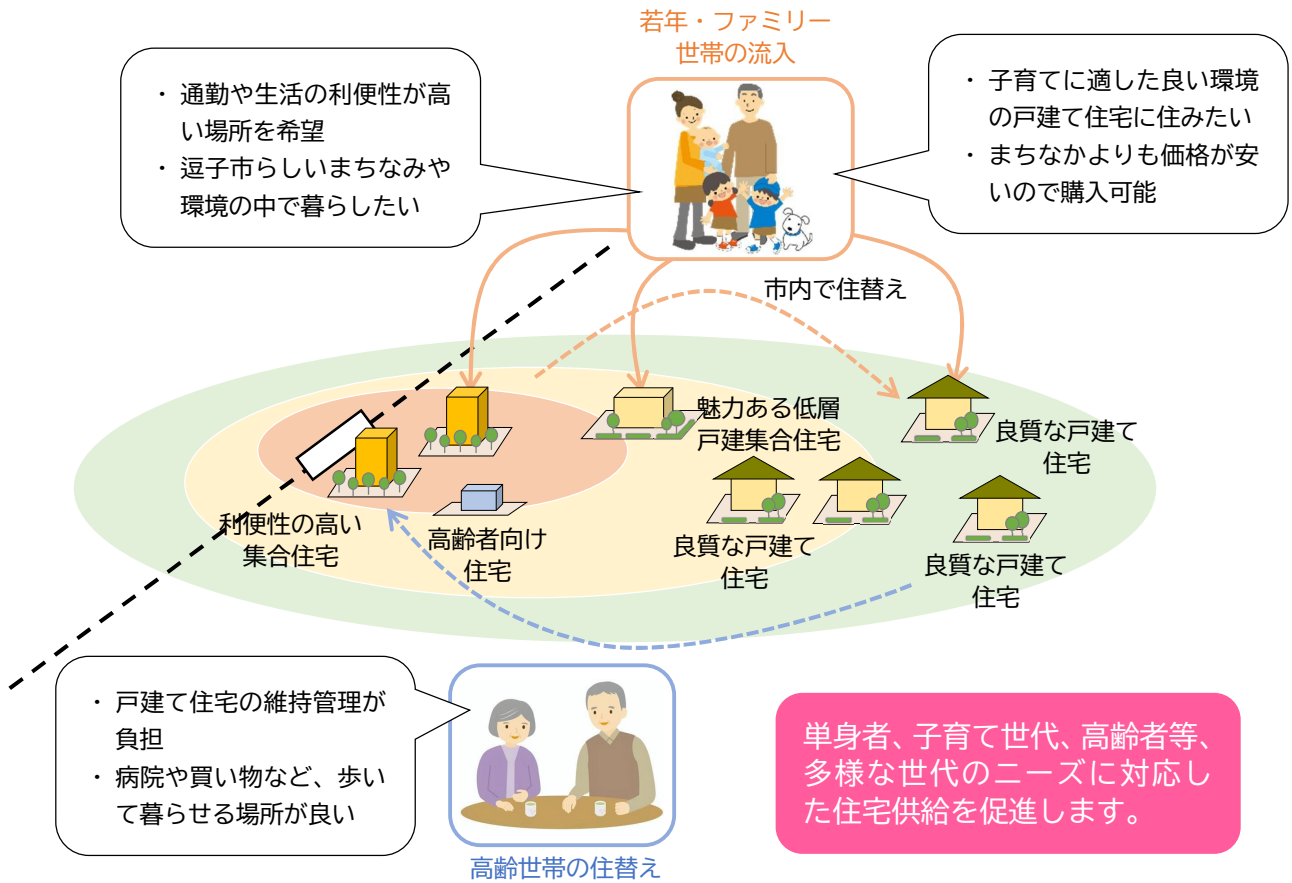 若年・ファミリー
世帯の流入
・ 通勤や生活の利便性が高
い場所を希望
・ 逗子市らしいまちなみや
環境の中で暮らしたい
・ 子育てに適した良い環境
の戸建て住宅に住みたい
・ まちなかよりも価格が安
いので購入可能
市内で住替え
魅力ある低層
戸建集合住宅
良質な戸建て
住宅
利便性の高い
集合住宅
高齢者向け
住宅
良質な戸建て
住宅
良質な戸建て
住宅
・ 戸建て住宅の維持管理が
負担
・ 病院や買い物など、歩い
て暮らせる場所が良い
高齢世帯の住替え
単身者、子育て世代、高齢者等、
多様な世代のニーズに対応し
た住宅供給を促進します。